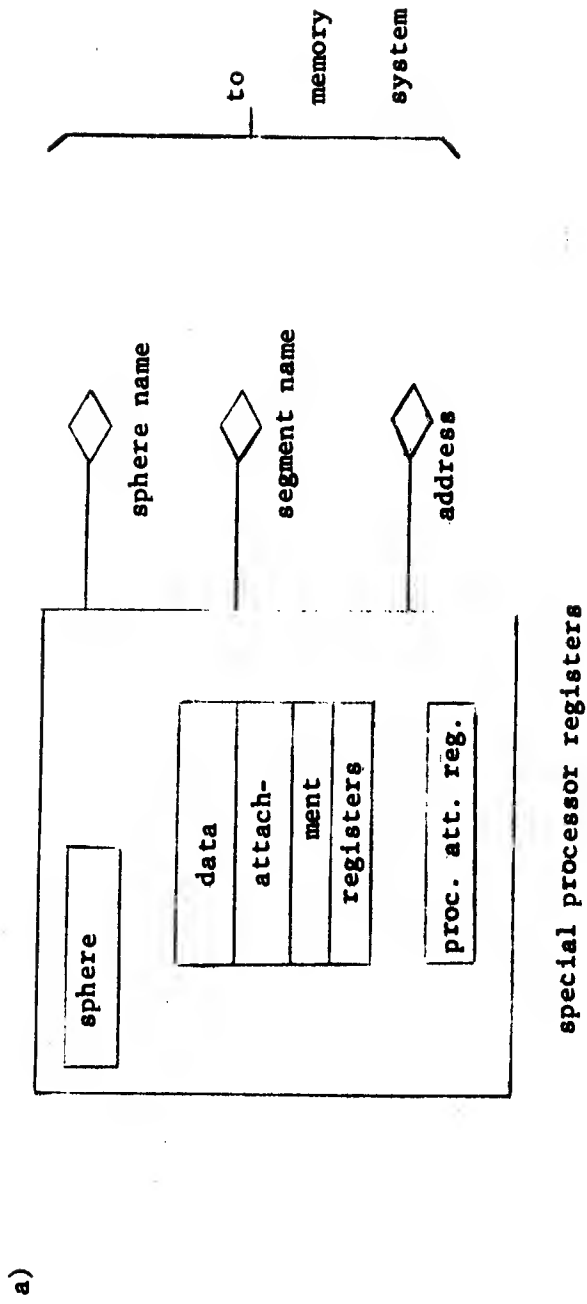 a)
sphere
data
attach-
ment
registers
proc. att. reg.
special processor registers
sphere name
segment name
address
to
memory
system